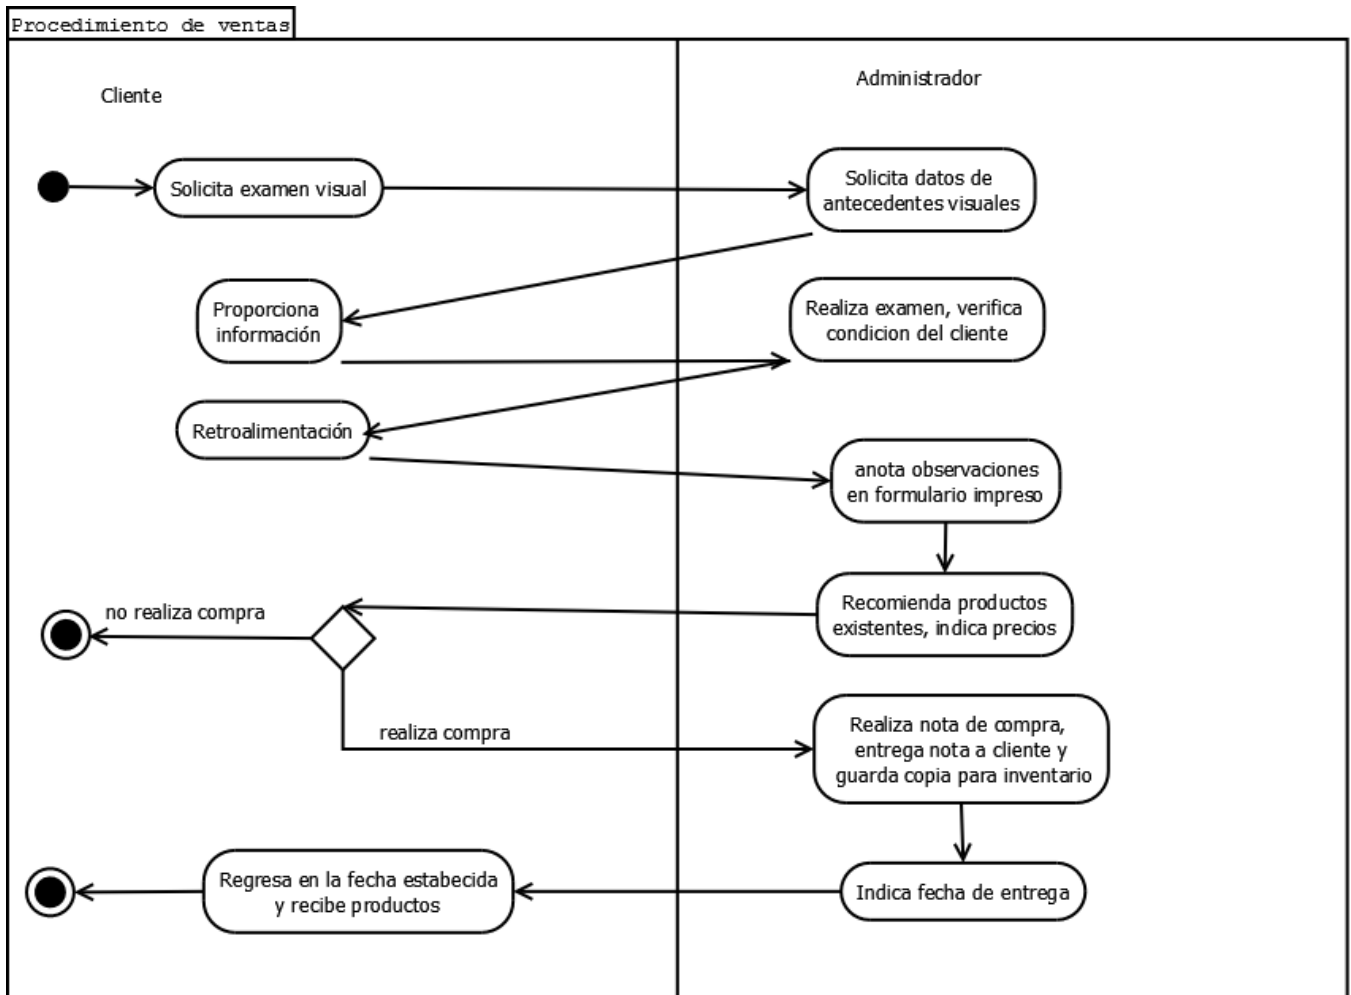 Procedimiento de ventas
Cliente
Administrador
Solicita examen visual
Solicita datos de
antecedentes visuales
Proporciona
información
Realiza examen, verifica
condicion del cliente
Retroalimentación
anota observaciones
en formulario impreso
Recomienda productos
existentes, indica precios
no realiza compra
realiza compra
Realiza nota de compra,
entrega nota a cliente y
guarda copia para inventario
Indica fecha de entrega
Regresa en la fecha estabecida
y recibe productos